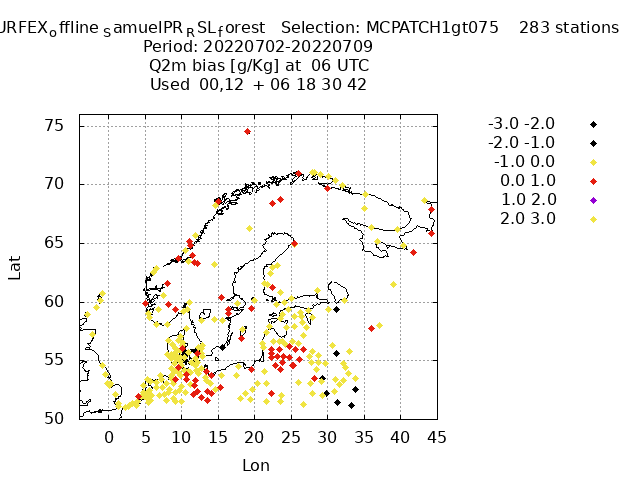 URFEX_offline_SamuelPR_RSL_forest Selection: MCPATCH1gt075 283 stations
Period: 20220702-20220709
Q2m bias [g/Kg] at 06 UTC
Used 00,12 + 06 18 30 42
-3.0 -2.0
-2.0 -1.0
-1.0 0.0
0.0 1.0
1.0 2.0
2.0 3.0
75
70
65
60
55
50
Lat
0 5 10 15 20 25 30 35 40 45
Lon